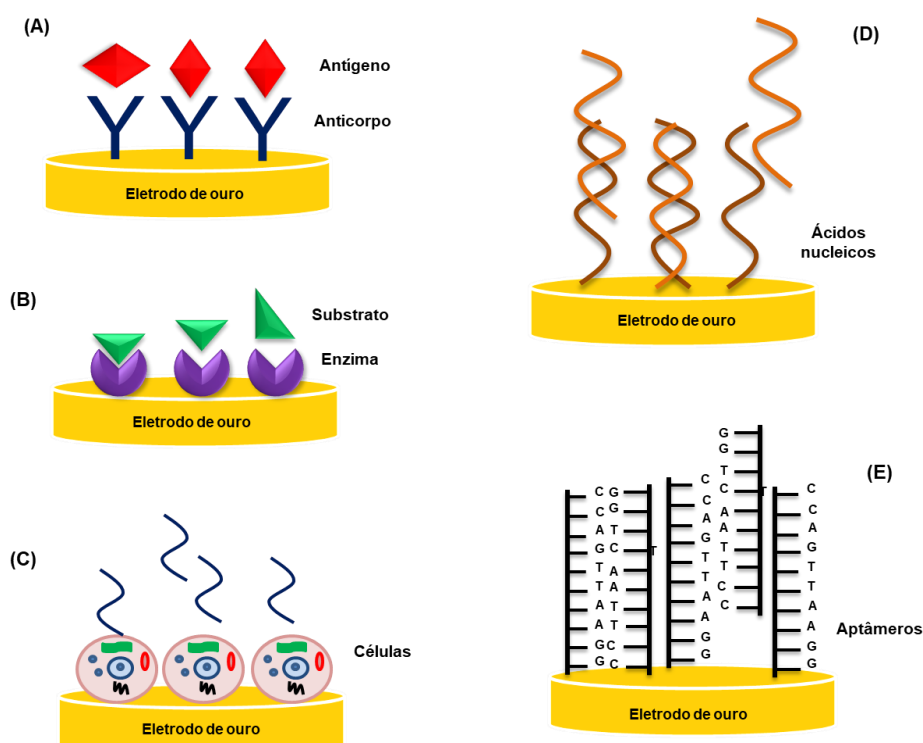 (A)
Antígeno
Anticorpo
Eletrodo de ouro
(B)
Substrato
Enzima
Eletrodo de ouro
(C)
Células
Eletrodo de ouro
(D)
Ácidos
nucleicos
Eletrodo de ouro
(E)
C C A G T T A A G G
G G T C A A T T C C
T
C C A G T T A A G G
G G T C A A T T C C
T
C C A G T T A A G G
Aptâmeros
Eletrodo de ouro